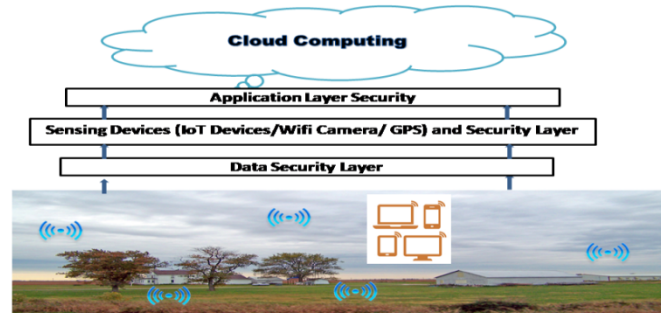 Cloud Computing
Application Layer Security
Sensing Devices (IoT Devices/Wifi Camera/ GPS) and Security Layer
Data Security Layer